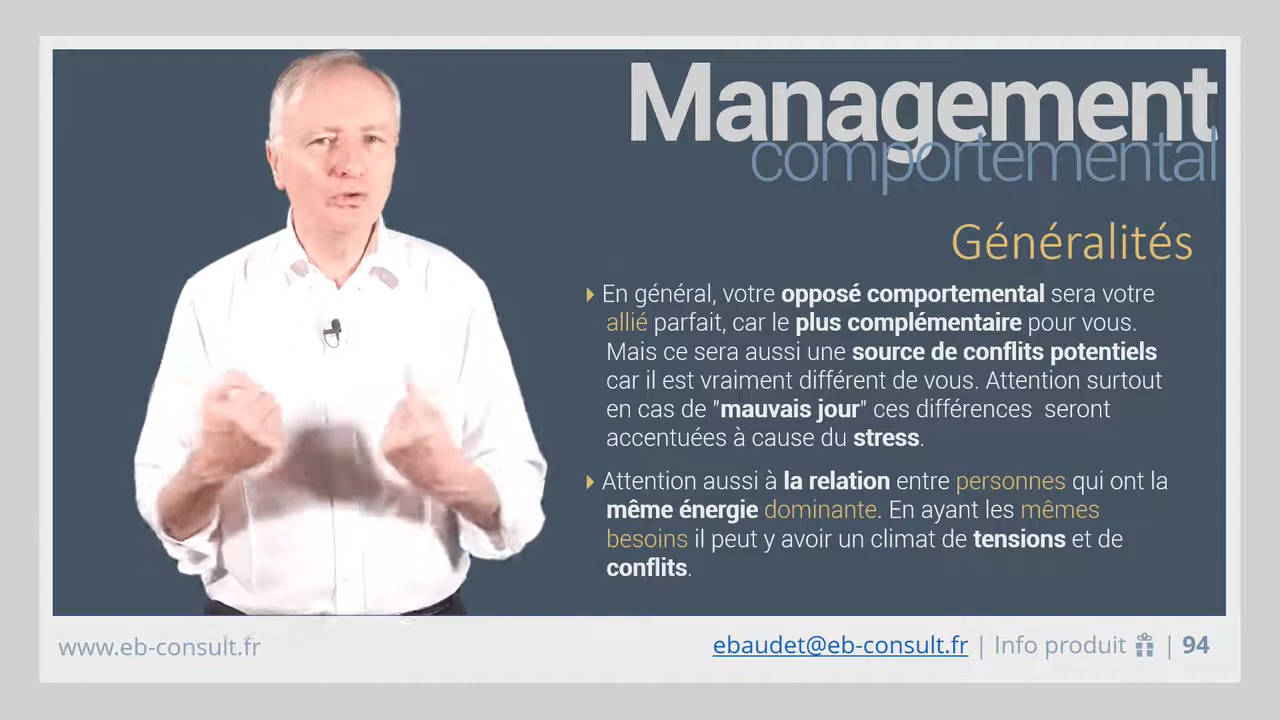 Management
comportemental
Généralités
En général, votre opposé comportemental sera votre
allié parfait, car le plus complémentaire pour vous.
Mais ce sera aussi une source de conflits potentiels
car il est vraiment différent de vous. Attention surtout
en cas de "mauvais jour" ces différences seront
accentuées à cause du stress.
Attention aussi à la relation entre personnes qui ont la
même énergie dominante. En ayant les mêmes
besoins il peut y avoir un climat de tensions et de
conflits.
www.eb-consult.fr
ebaudet@eb-consult.fr | Info produit | 94